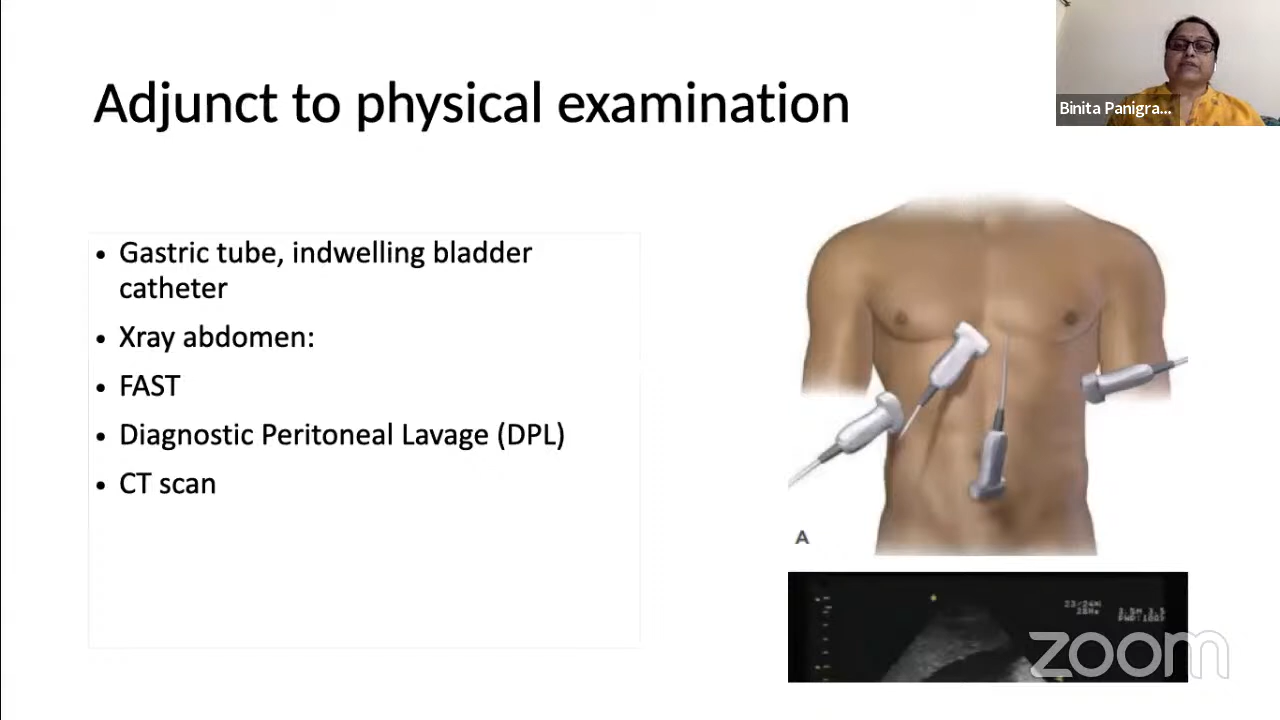 Adjunct to physical examination
Binita Panigra...
• Gastric tube, indwelling bladder
catheter
• Xray abdomen:
• FAST
• Diagnostic Peritoneal Lavage (DPL)
• CT scan
A
zoom